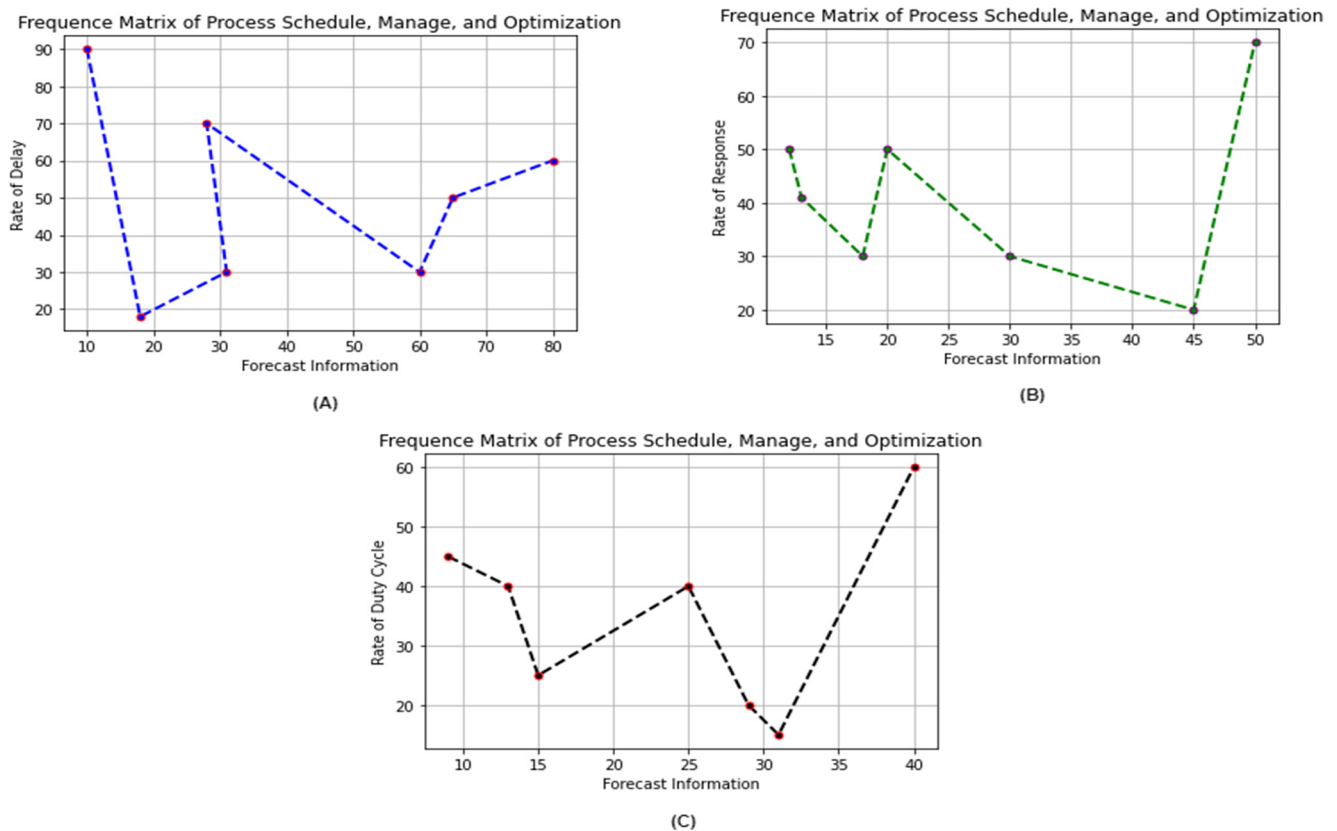 Frequence Matrix of Process Schedule, Manage, and Optimization
90
80
70
60
50
40
30
20
Rate of Delay
10 20 30 40 50 60 70 80
Forecast Information
(A)
Frequence Matrix of Process Schedule, Manage, and Optimization
70
60
50
40
30
20
Rate of Response
15 20 25 30 35 40 45 50
Forecast Information
(B)
Frequence Matrix of Process Schedule, Manage, and Optimization
60
50
40
30
20
Rate of Duty Cycle
10 15 20 25 30 35 40
Forecast Information
(C)